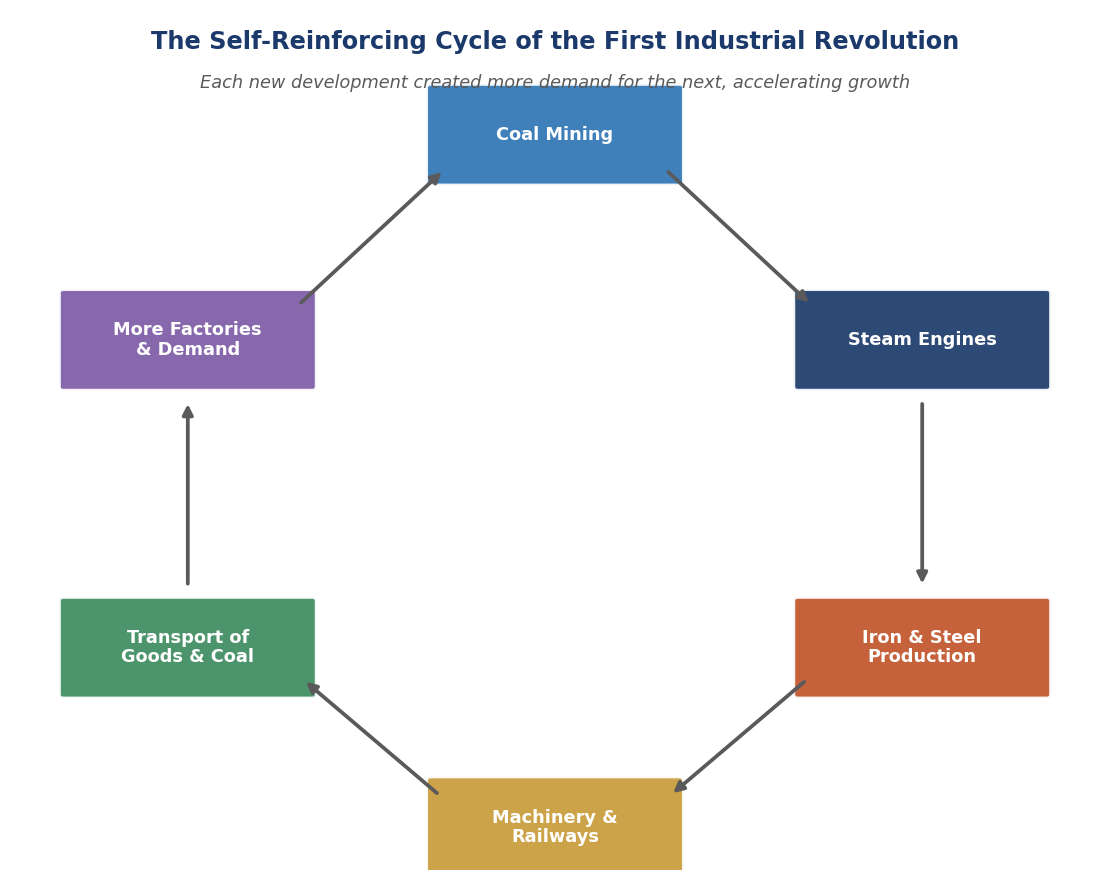 The Self-Reinforcing Cycle of the First Industrial Revolution
Each new development created more demand for the next, accelerating growth
Coal Mining
Steam Engines
Iron & Steel
Production
Machinery &
Railways
Transport of
Goods & Coal
More Factories
& Demand